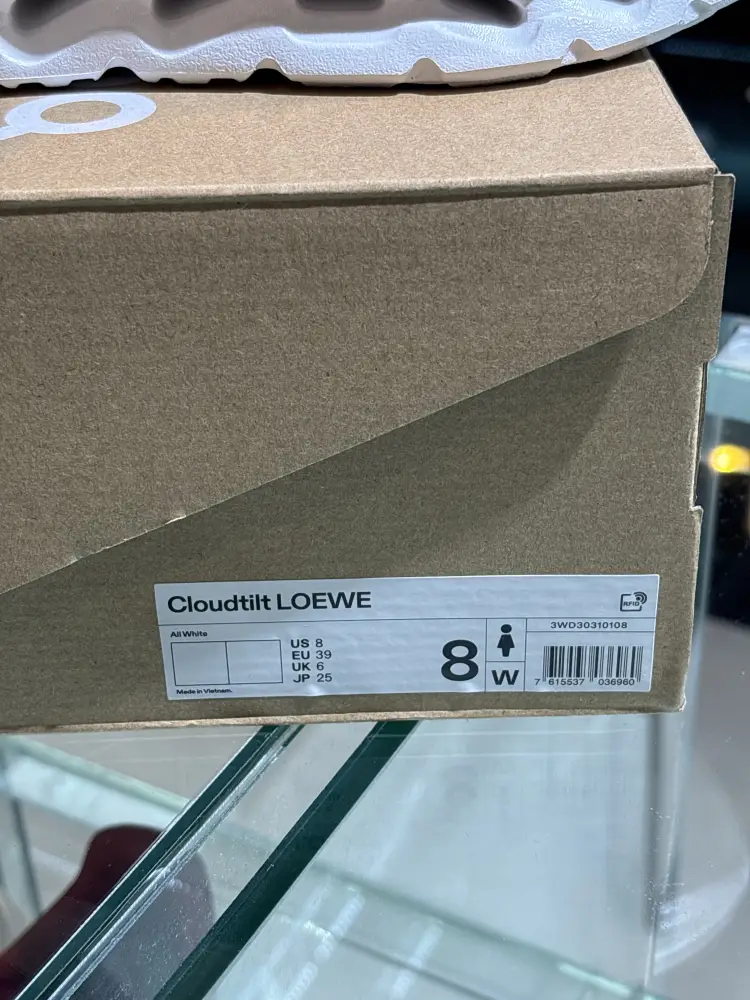 Cloudtilt LOEWE
RFID
All White
US 8
EU 39
UK 6
JP 25
Made in Vietnam.
8
W
3WD30310108
7 615537 036960